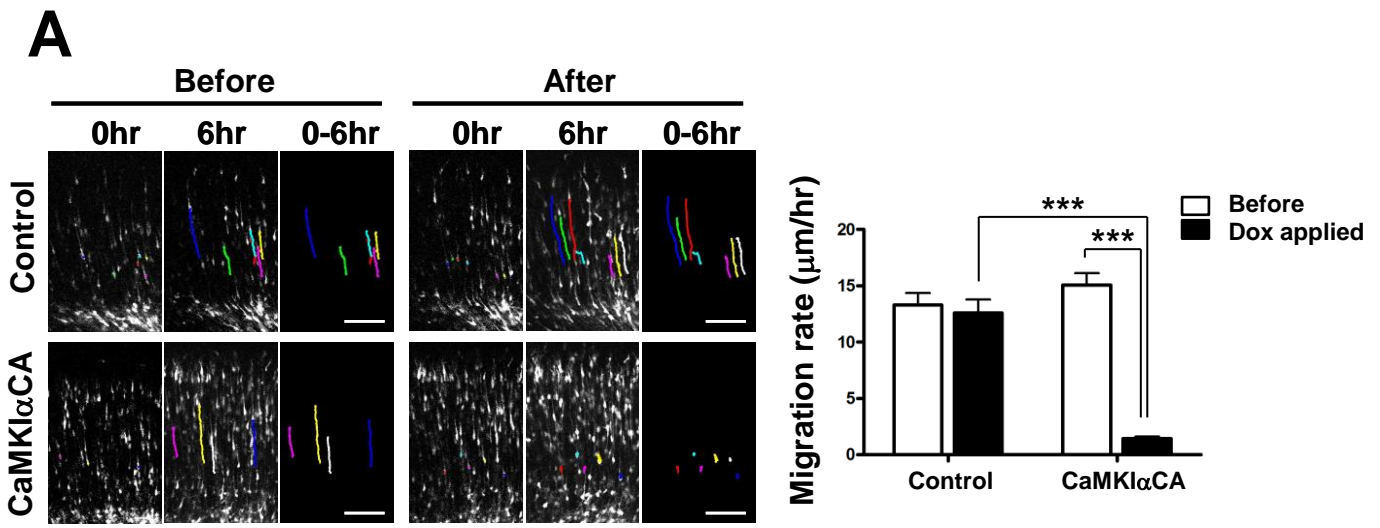 A
Before After
0hr 6hr 0-6hr 0hr 6hr 0-6hr
Control
CaMKIαCA
Migration rate (μm/hr)
20
15
10
5
0
***
***
Before
Dox applied
Control CaMKIαCA